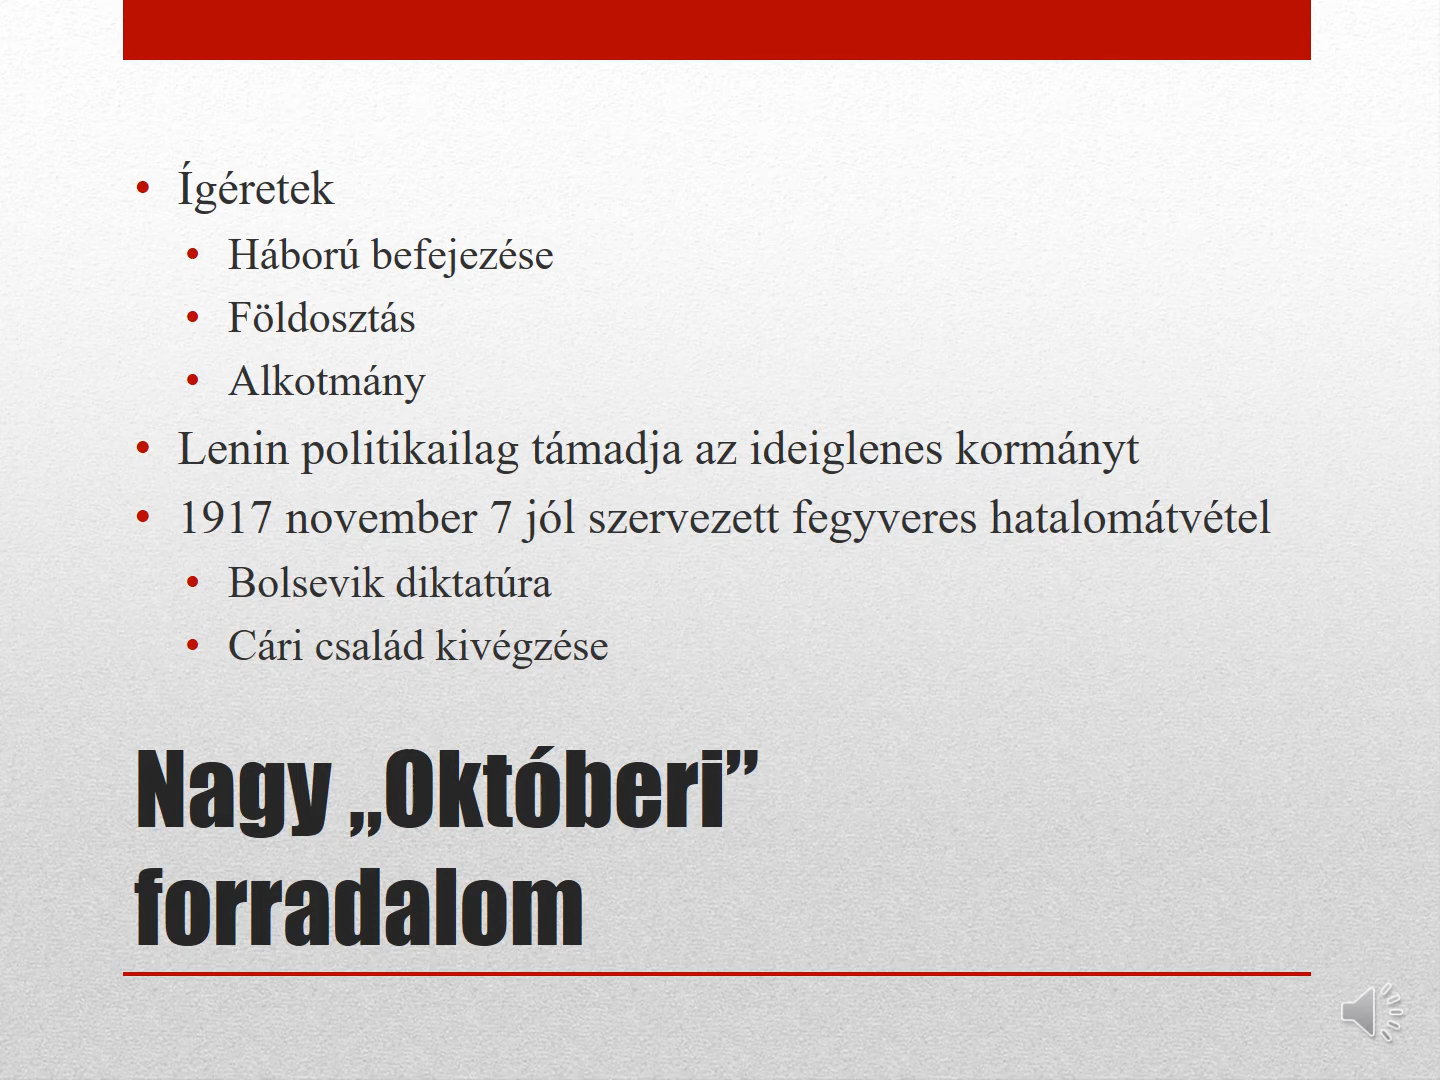 • Ígéretek
• Háború befejezése
• Földosztás
• Alkotmány
• Lenin politikailag támadja az ideiglenes kormányt
• 1917 november 7 jól szervezett fegyveres hatalomátvétel
• Bolsevik diktatúra
• Cári család kivégzése
Nagy „Októberi”
forradalom